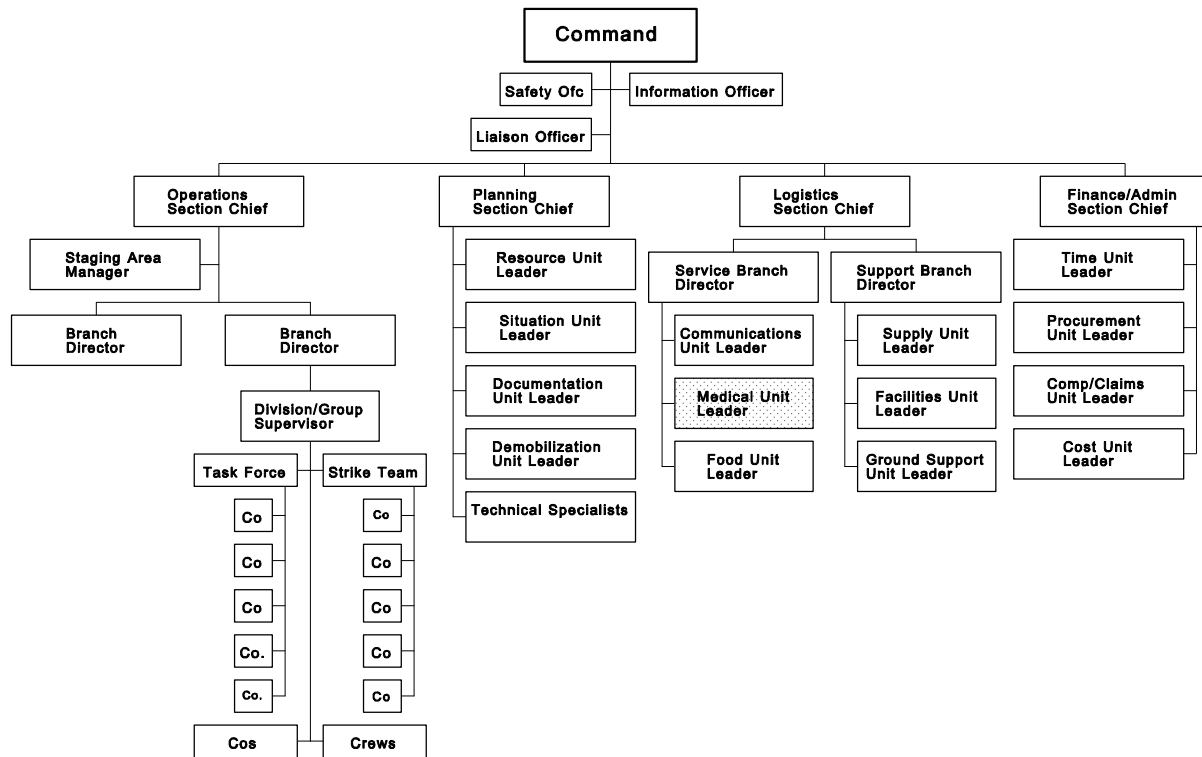 Command
Safety Ofc
Information Officer
Liaison Officer
Operations
Section Chief
Planning
Section Chief
Logistics
Section Chief
Finance/Admin
Section Chief
Staging Area
Manager
Branch
Director
Branch
Director
Division/Group
Supervisor
Task Force
Strike Team
Co
Co
Co
Co.
Co.
Co
Co
Co
Co
Co
Cos
Crews
Resource Unit
Leader
Situation Unit
Leader
Documentation
Unit Leader
Demobilization
Unit Leader
Technical Specialists
Service Branch
Director
Communications
Unit Leader
Medical Unit
Leader
Food Unit
Leader
Support Branch
Director
Supply Unit
Leader
Facilities Unit
Leader
Ground Support
Unit Leader
Time Unit
Leader
Procurement
Unit Leader
Comp/Claims
Unit Leader
Cost Unit
Leader